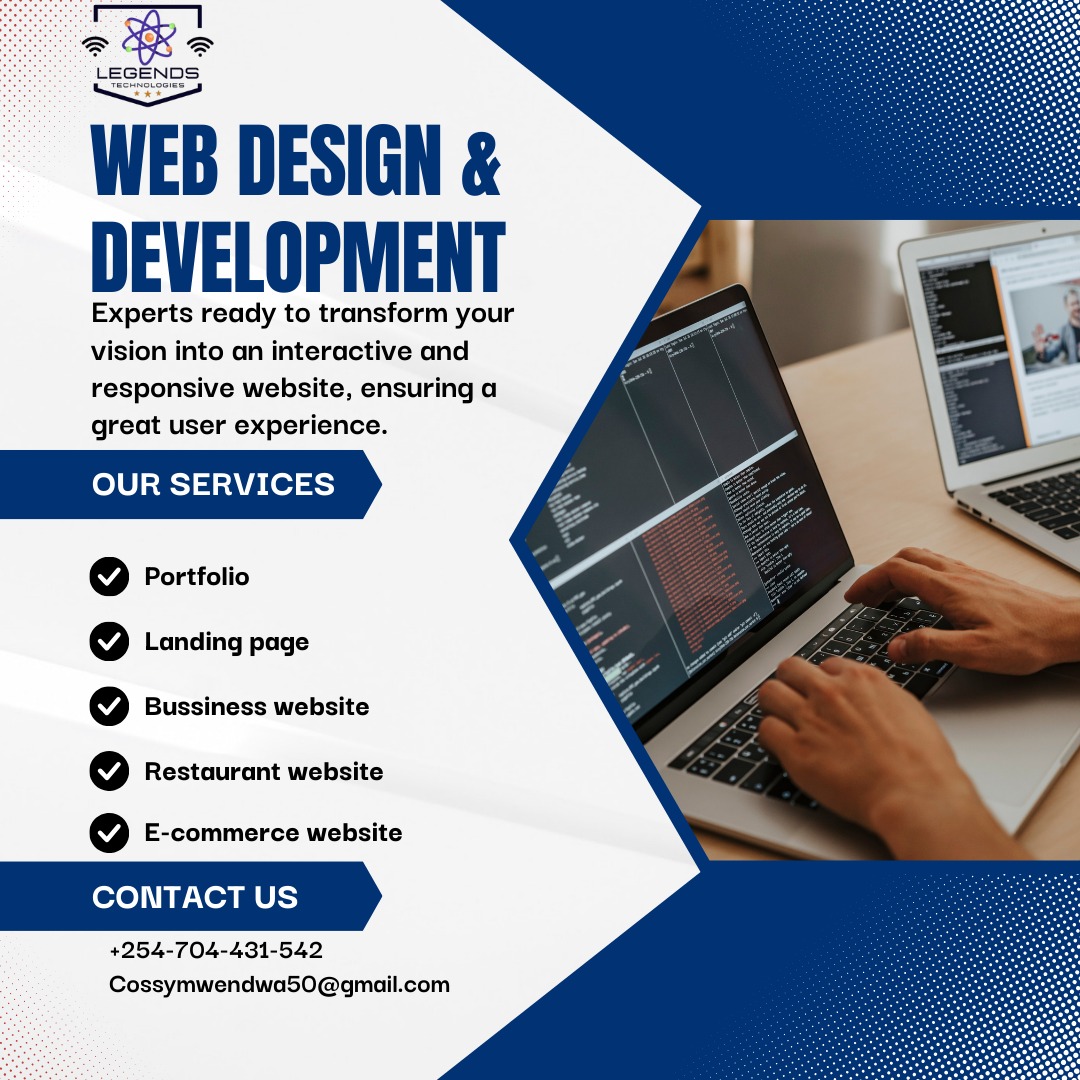 LEGENDS
TECHNOLOGIES
WEB DESIGN &
DEVELOPMENT
Experts ready to transform your
vision into an interactive and
responsive website, ensuring a
great user experience.
OUR SERVICES
Portfolio
Landing page
Bussiness website
Restaurant website
E-commerce website
CONTACT US
+254-704-431-542
Cossymwendwa50@gmail.com